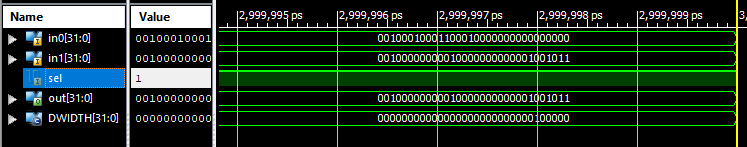 Name Value 2,999,995 ps 2,999,996 ps 2,999,997 ps 2,999,998 ps 2,999,999 ps
in0[31:0] 00100010001 00100010001100010000000000000000
in1[31:0] 00100000000 00100000000010000000000001001011
sel 1
out[31:0] 00100000000 00100000000010000000000001001011
DWIDTH[31:0] 00000000000 00000000000000000000000000100000